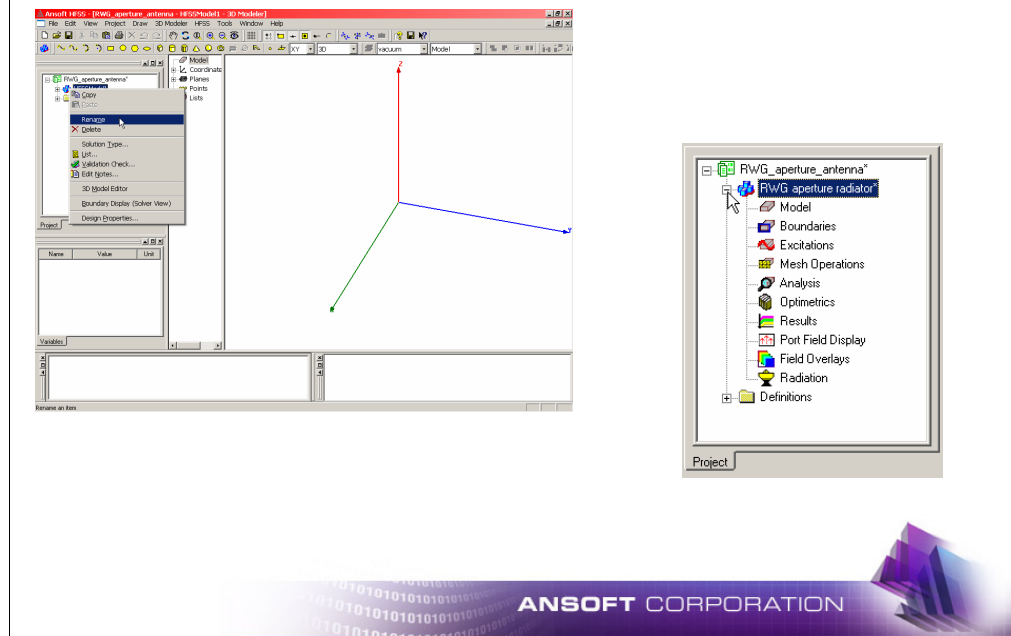 Ansoft HFSS - [RWG_aperture_antenna - HFSSModel1 - 3D Modeler]
File Edit View Project Draw 3D Modeler HFSS Tools Window Help
XY 3D vacuum Model
RWG_aperture_antenna*
Copy
Paste
Rename
Delete
Solution Type...
List...
Validation Check...
Edit Notes...
3D Model Editor
Boundary Display (Solver View)
Design Properties...
Project
Model
Coordinate
Planes
Points
Lists
Z
Y
Name Value Unit
Variables
Rename an item
RWG_aperture_antenna*
RWG aperture radiator*
Model
Boundaries
Excitations
Mesh Operations
Analysis
Optimetrics
Results
Port Field Display
Field Overlays
Radiation
Definitions
Project
ANSOFT CORPORATION